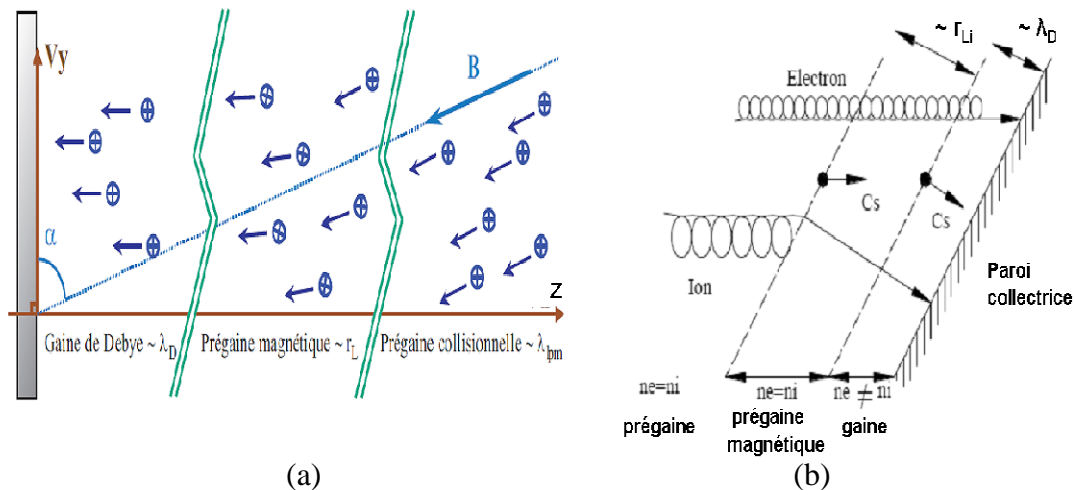 Vy
B
α
Z
Gaine de Debye ~ λD Prégaine magnétique ~ rL Prégaine collisionnelle ~ λlpm
(a)
~ rLi
~ λD
Electron
Cs
Cs
Ion
Paroi
collectrice
ne=ni ne=ni ne ≠ ni
prégaine prégaine magnétique gaine
(b)